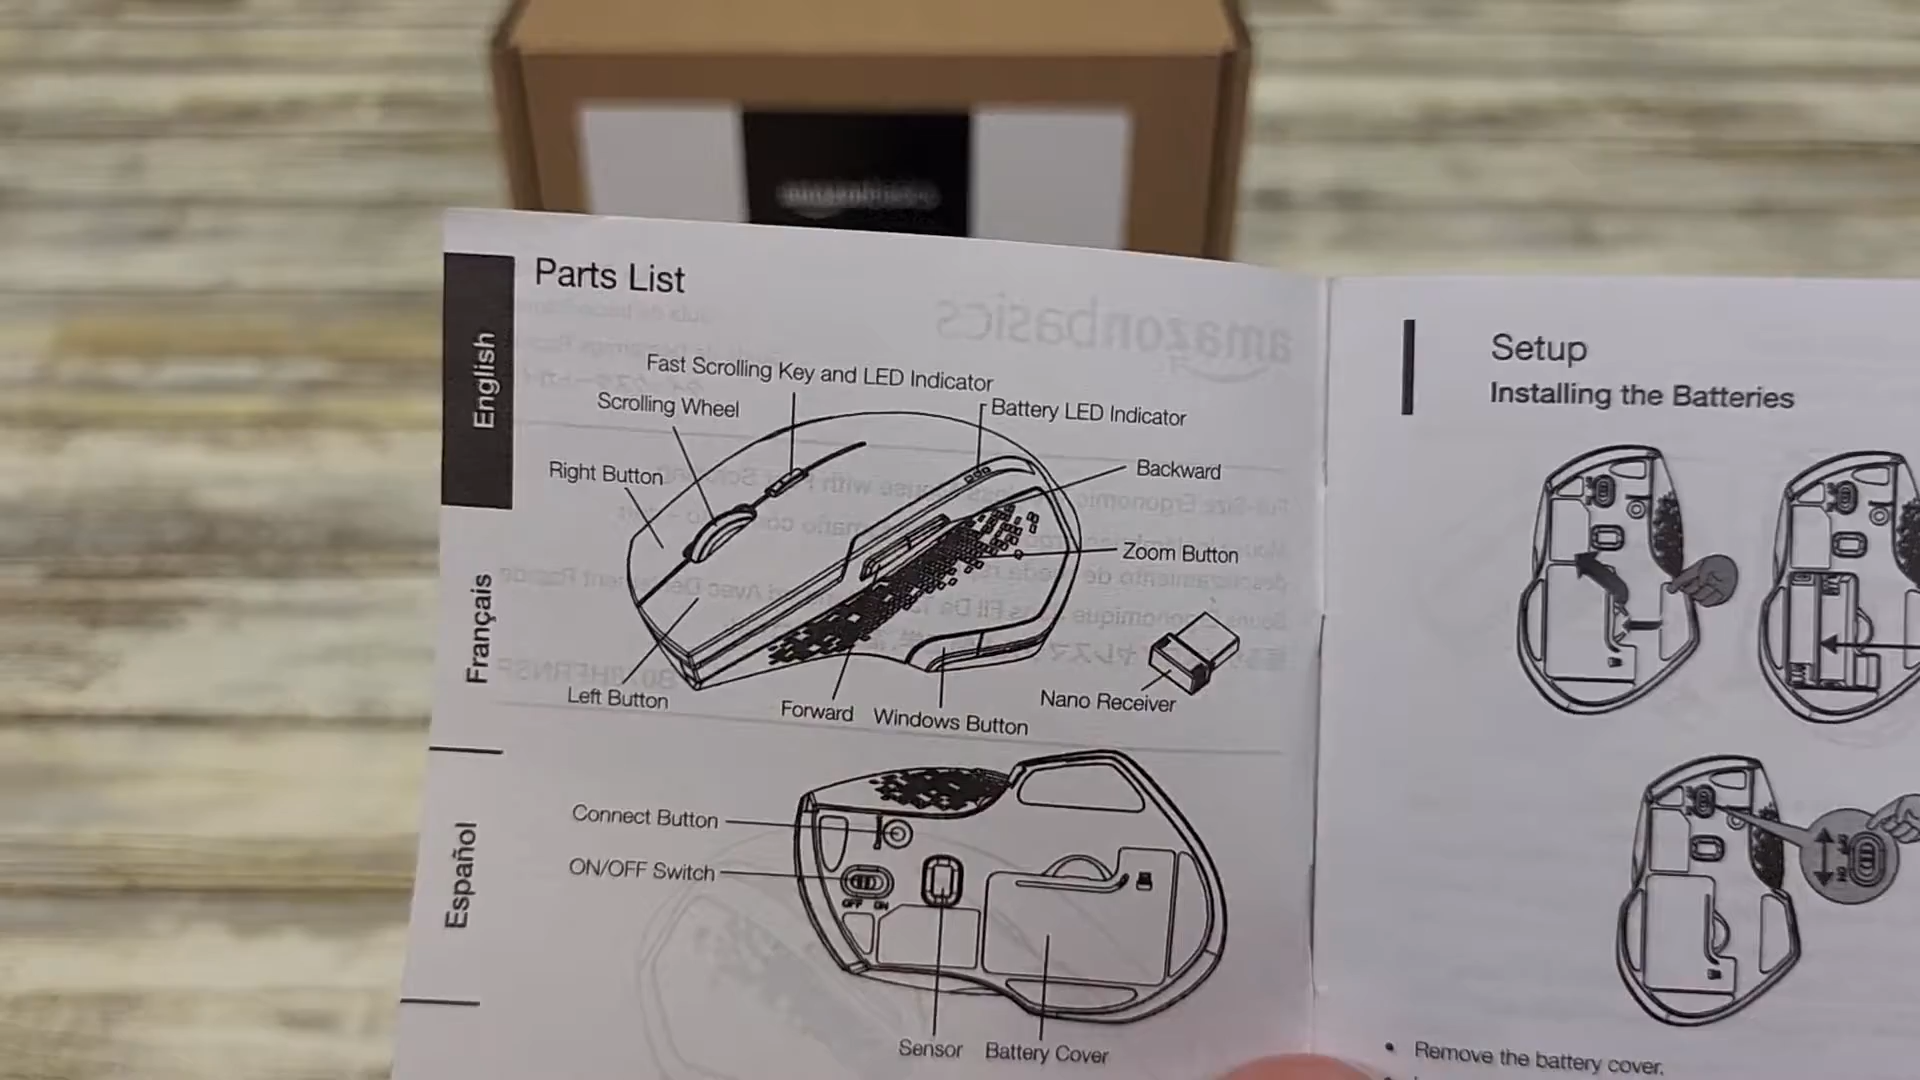 Parts List
English
Français
Español
Fast Scrolling Key and LED Indicator
Scrolling Wheel
Battery LED Indicator
Right Button
Backward
Zoom Button
Left Button
Forward
Windows Button
Nano Receiver
Connect Button
ON/OFF Switch
OFF ON
Sensor
Battery Cover
amazonbasics
Setup
Installing the Batteries
• Remove the battery cover.